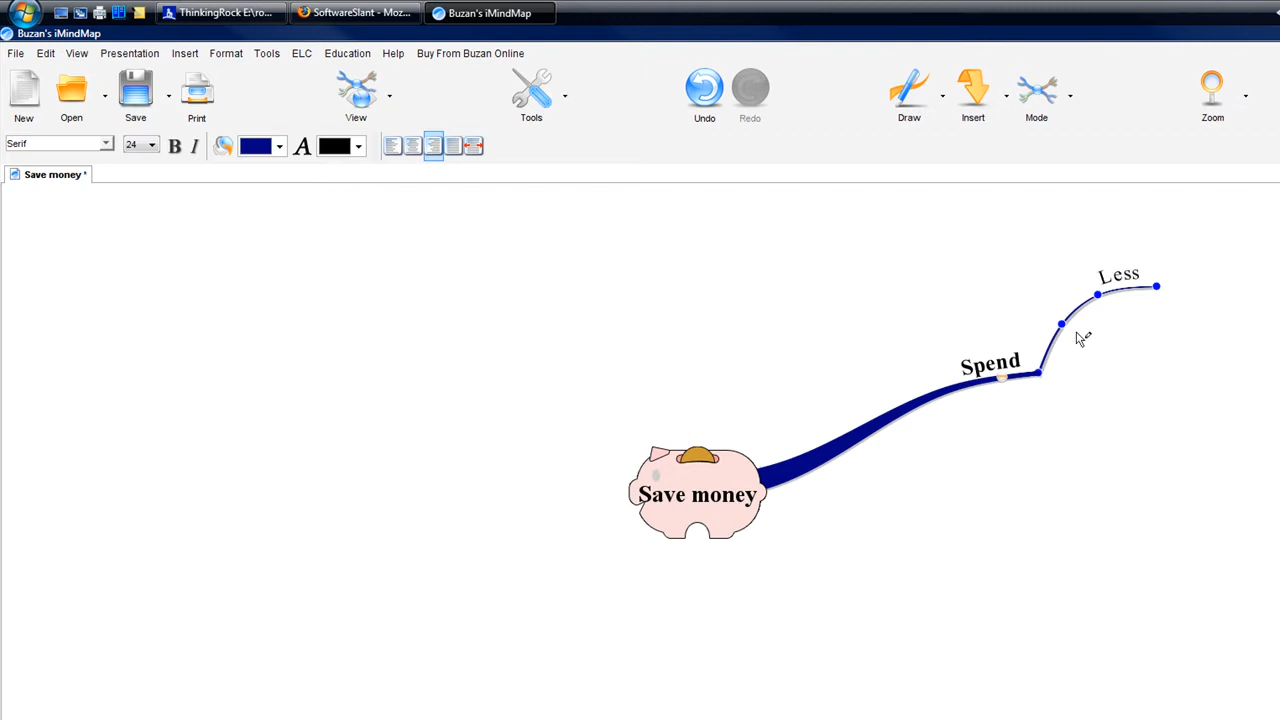 ThinkingRock E\ro... SoftwareSlant - Moz... Buzan's iMindMap
Buzan's iMindMap
File Edit View Presentation Insert Format Tools ELC Education Help Buy From Buzan Online
New Open Save Print View Tools Undo Redo Draw Insert Mode Zoom
Serif 24 B I A
Save money *
Less
Spend
Save money